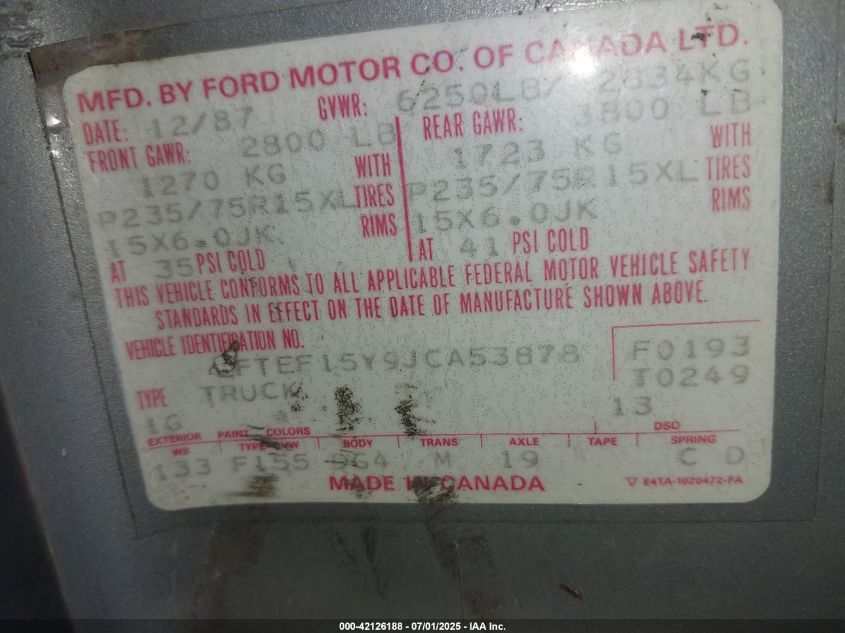 MFD. BY FORD MOTOR CO. OF CANADA LTD.
DATE: 12/87 GVWR: 6250LB/ 2834KG
FRONT GAWR: 2800 LB REAR GAWR: 3800 LB
1270 KG WITH 1723 KG WITH
P235/75R15XL TIRES P235/75R15XL TIRES
15X6.0JK RIMS 15X6.0JK RIMS
AT 35 PSI COLD AT 41 PSI COLD
THIS VEHICLE CONFORMS TO ALL APPLICABLE FEDERAL MOTOR VEHICLE SAFETY
STANDARDS IN EFFECT ON THE DATE OF MANUFACTURE SHOWN ABOVE.
VEHICLE IDENTIFICATION NO.
FTEF15Y9JCA53878 F0193
TYPE TRUCK T0249
1G 13
EXTERIOR PAINT COLORS DSO
WB TYPE/GVW BODY TRANS AXLE TAPE SPRING
133 F155 M 19 C D
MADE IN CANADA ▽ E4TA-1020472-FA
000-42126188 - 07/01/2025 - IAA Inc.